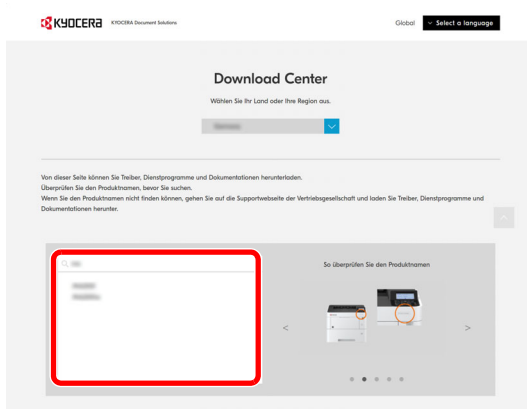 KYOCERA KYOCERA Document Solutions
Global Select a language
Download Center
Wählen Sie Ihr Land oder Ihre Region aus.
Von dieser Seite können Sie Treiber, Dienstprogramme und Dokumentationen herunterladen.
Überprüfen Sie den Produktnamen, bevor Sie suchen.
Wenn Sie den Produktnamen nicht finden können, gehen Sie auf die Supportwebseite der Vertriebsgesellschaft und laden Sie Treiber, Dienstprogramme und
Dokumentationen herunter.
So überprüfen Sie den Produktnamen